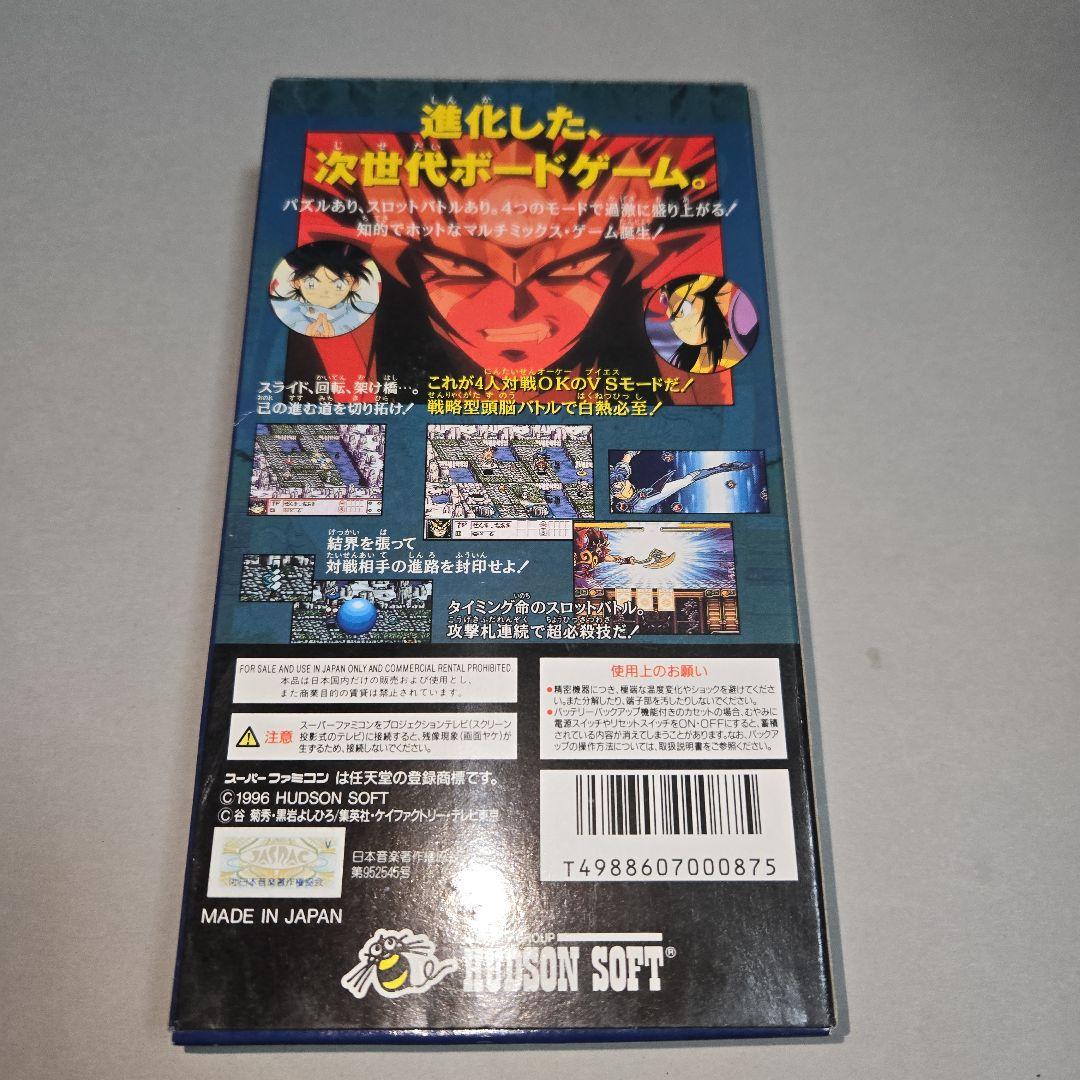 進化した、
次世代ボードゲーム。
パズルあり、スロットバトルあり。4つのモードで過激に盛り上がる!
知的でホットなマルチミックス・ゲーム誕生!
スライド、回転、架け橋…。
己の進む道を切り拓け!
これが4人対戦OKのVSモードだ!
戦略型頭脳バトルで白熱必至!
結界を張って
対戦相手の進路を封印せよ!
タイミング命のスロットバトル。
攻撃札連続で超必殺技だ!
FOR SALE AND USE IN JAPAN ONLY AND COMMERCIAL RENTAL PROHIBITED.
本品は日本国内だけの販売および使用とし、
また商業目的の賃貸は禁止されています。
注意
スーパーファミコンをプロジェクションテレビ(スクリーン
投影式のテレビ)に接続すると、残像現象(画面ヤケ)が
生ずるため、接続しないでください。
使用上のお願い
●精密機器につき、極端な温度変化やショックを避けてくださ
い。また分解したり、端子部を汚したりしないでください。
●バッテリーバックアップ機能付きのカセットの場合、むやみに
電源スイッチやリセットスイッチをON・OFFにすると、蓄積
されている内容が消えてしまうことがあります。なお、バックア
ップの操作方法については、取扱説明書をご参照ください。
スーパーファミコンは任天堂の登録商標です。
©1996 HUDSON SOFT
©谷 菊秀・黒岩よしひろ/集英社・ケイファクトリー・テレビ東京
JASRAC
V
日本音楽著作権協会
第952545号
MADE IN JAPAN
T4988607000875
GROUP
HUDSON SOFT®